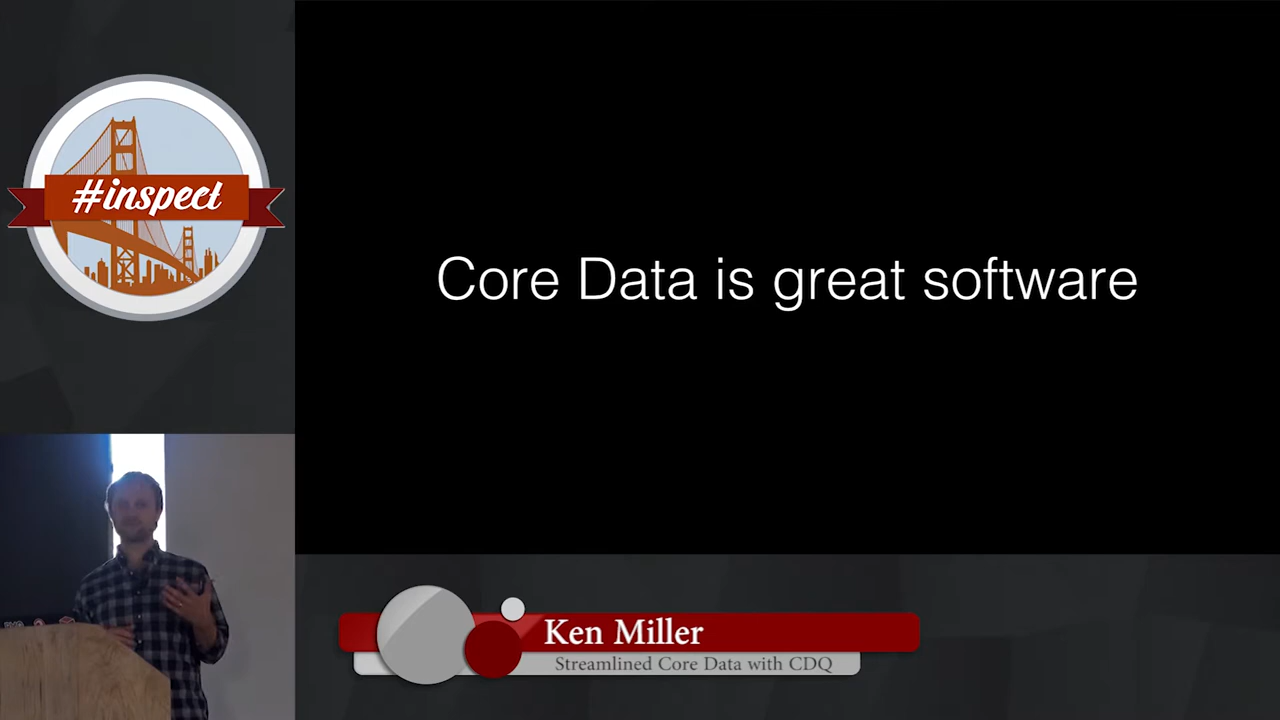 #inspect
Core Data is great software
Ken Miller
Streamlined Core Data with CDQ